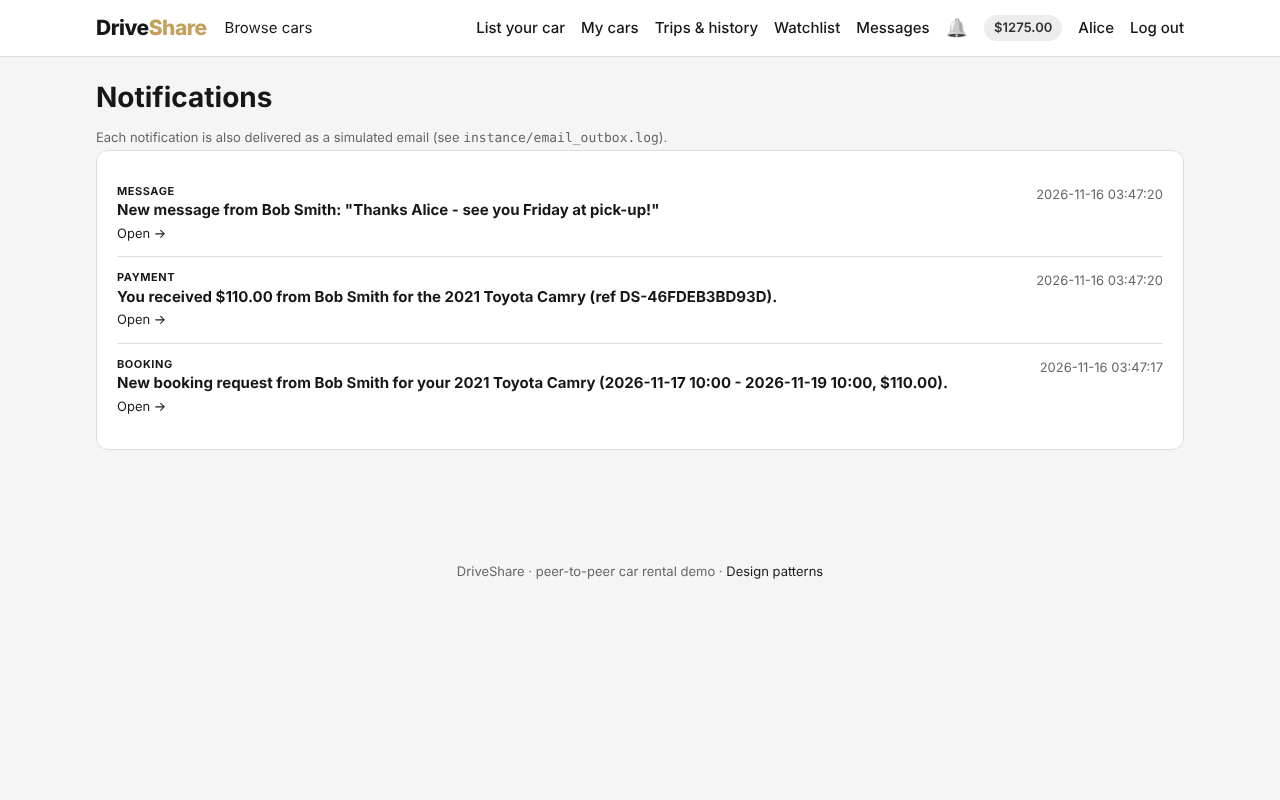 DriveShare Browse cars List your car My cars Trips & history Watchlist Messages $1275.00 Alice Log out
Notifications
Each notification is also delivered as a simulated email (see instance/email_outbox.log).
MESSAGE 2026-11-16 03:47:20
New message from Bob Smith: "Thanks Alice - see you Friday at pick-up!"
Open →
PAYMENT 2026-11-16 03:47:20
You received $110.00 from Bob Smith for the 2021 Toyota Camry (ref DS-46FDEB3BD93D).
Open →
BOOKING 2026-11-16 03:47:17
New booking request from Bob Smith for your 2021 Toyota Camry (2026-11-17 10:00 - 2026-11-19 10:00, $110.00).
Open →
DriveShare · peer-to-peer car rental demo · Design patterns